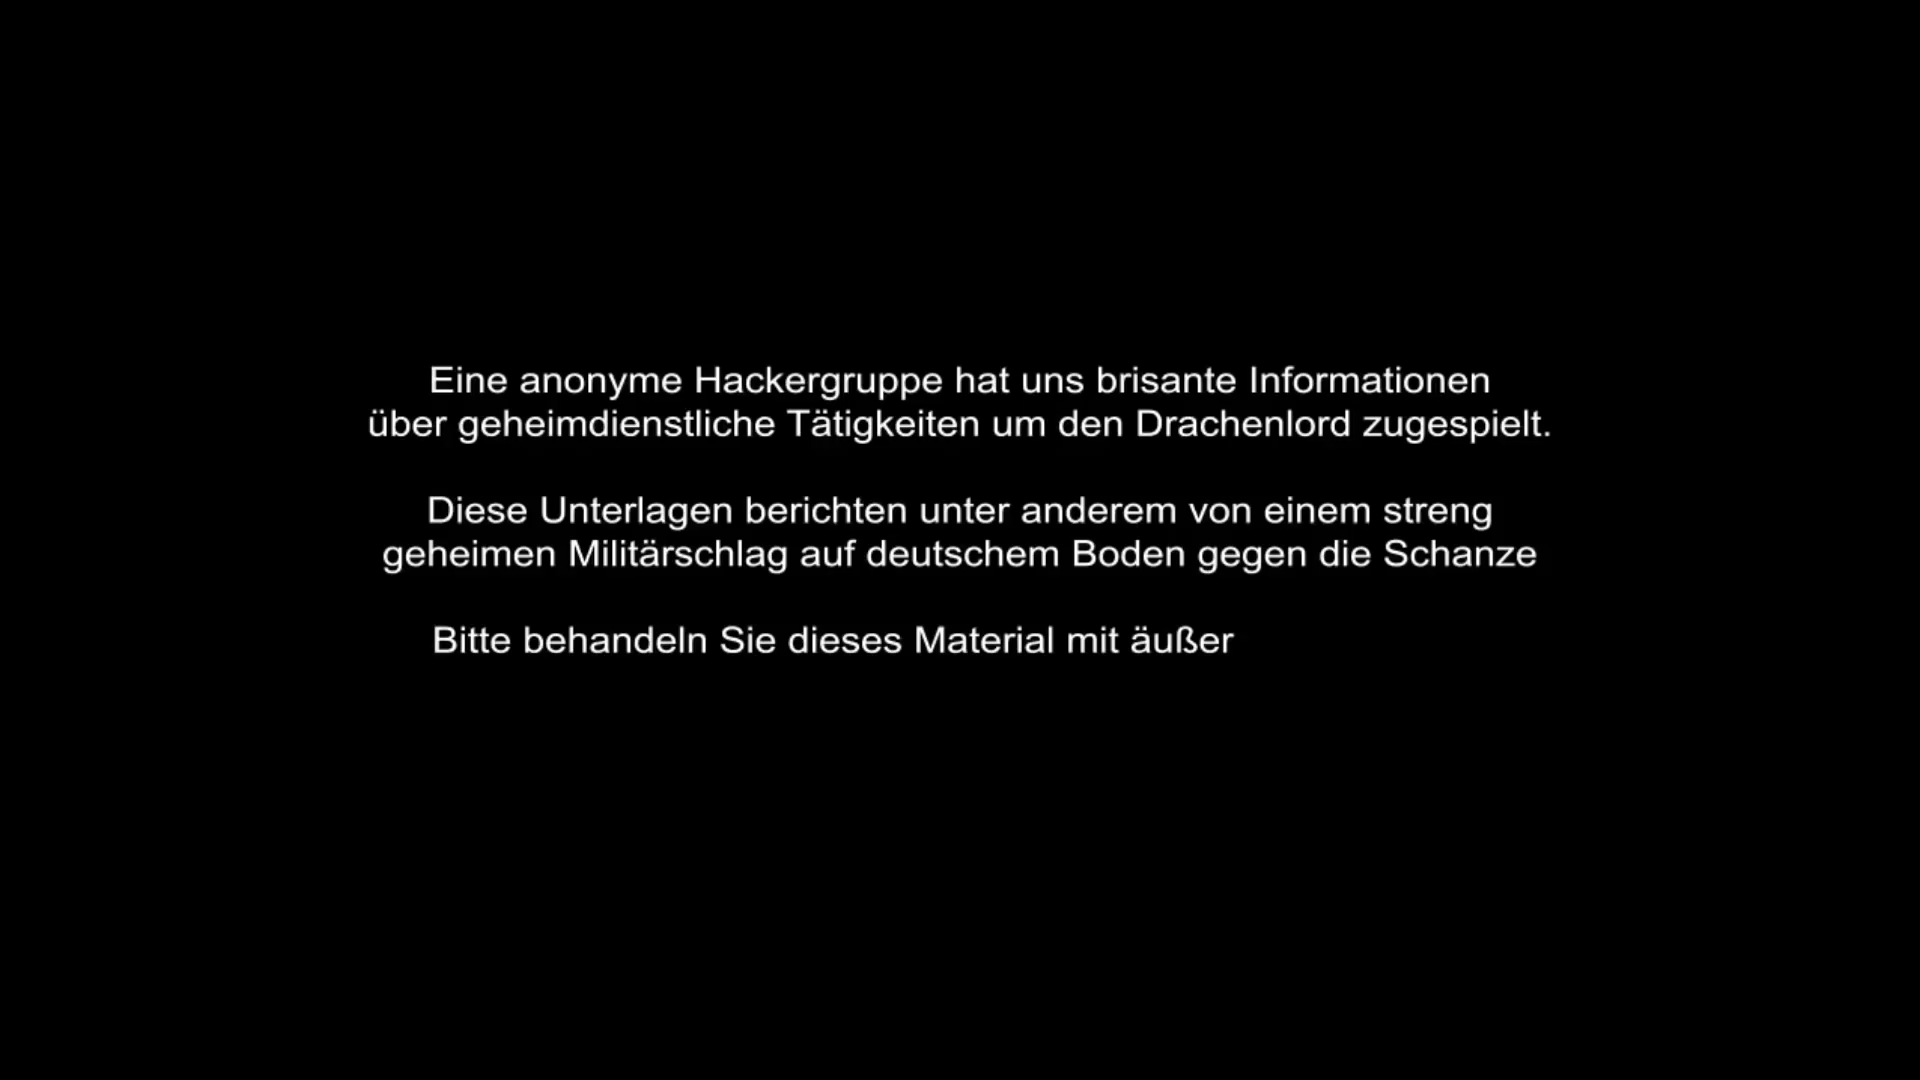 Eine anonyme Hackergruppe hat uns brisante Informationen
über geheimdienstliche Tätigkeiten um den Drachenlord zugespielt.
Diese Unterlagen berichten unter anderem von einem streng
geheimen Militärschlag auf deutschem Boden gegen die Schanze
Bitte behandeln Sie dieses Material mit äußer